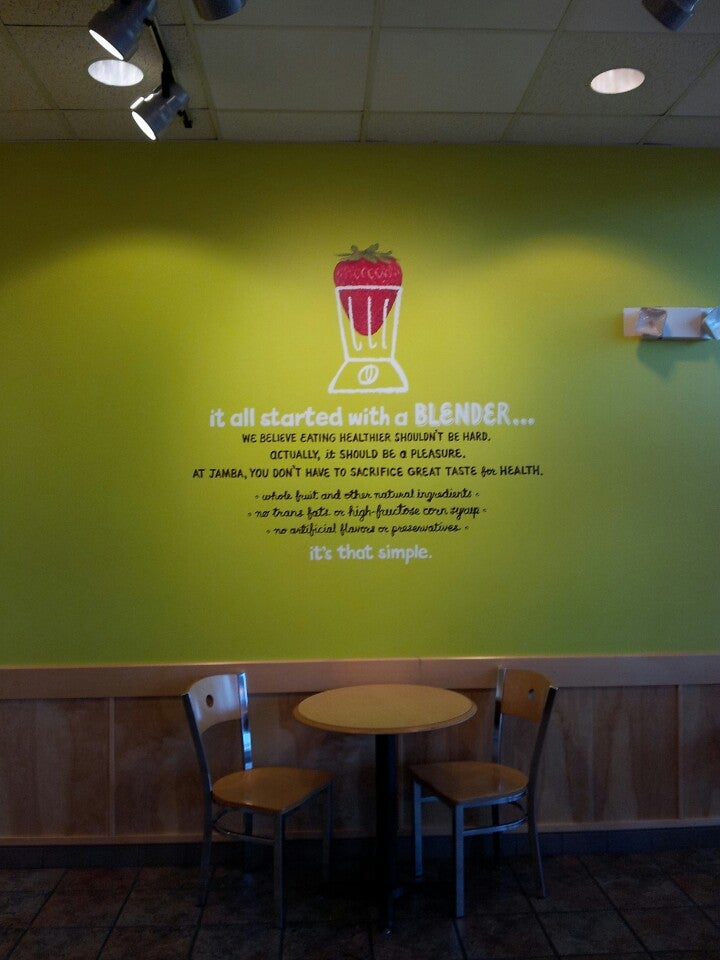 it all started with a BLENDER...
WE BELIEVE EATING HEALTHIER SHOULDN'T BE HARD.
ACTUALLY, it SHOULD BE a PLEASURE.
AT JAMBA, YOU DON'T HAVE TO SACRIFICE GREAT TASTE for HEALTH.
• whole fruit and other natural ingredients •
• no trans fats or high-fructose corn syrup •
• no artificial flavors or preservatives •
it's that simple.